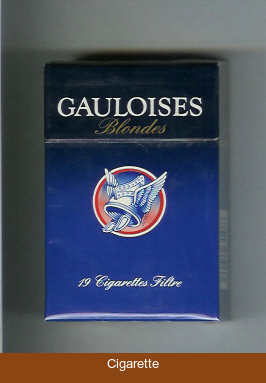 GAULOISES
Blondes
19 Cigarettes Filtre
Cigarette